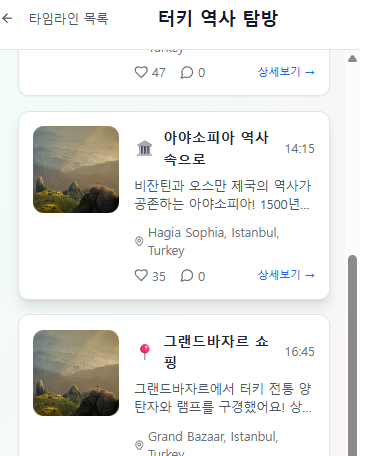 ← 타임라인 목록
터키 역사 탐방
Turkey
47 0 상세보기 →
아야소피아 역사 14:15
속으로
비잔틴과 오스만 제국의 역사가
공존하는 아야소피아! 1500년...
Hagia Sophia, Istanbul,
Turkey
35 0 상세보기 →
그랜드바자르 쇼 16:45
핑
그랜드바자르에서 터키 전통 양
탄자와 램프를 구경했어요! 상...
Grand Bazaar, Istanbul,
Turkey